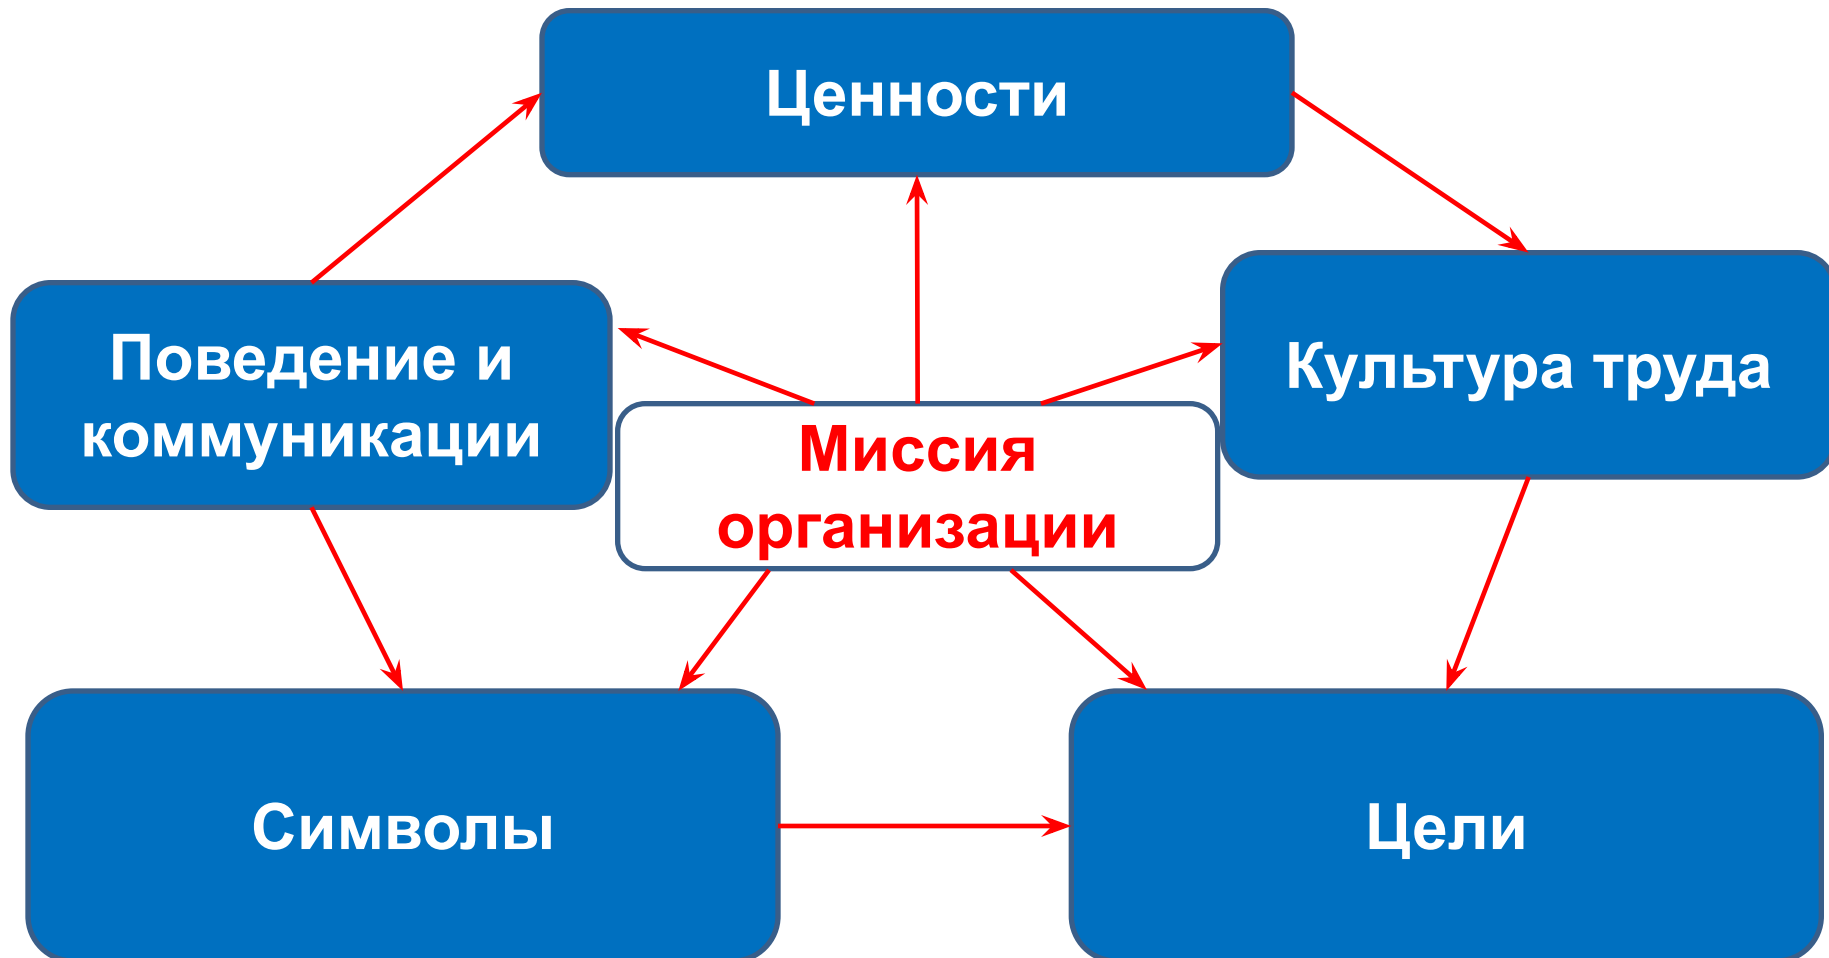 Ценности
Поведение и
коммуникации
Культура труда
Миссия
организации
Символы
Цели